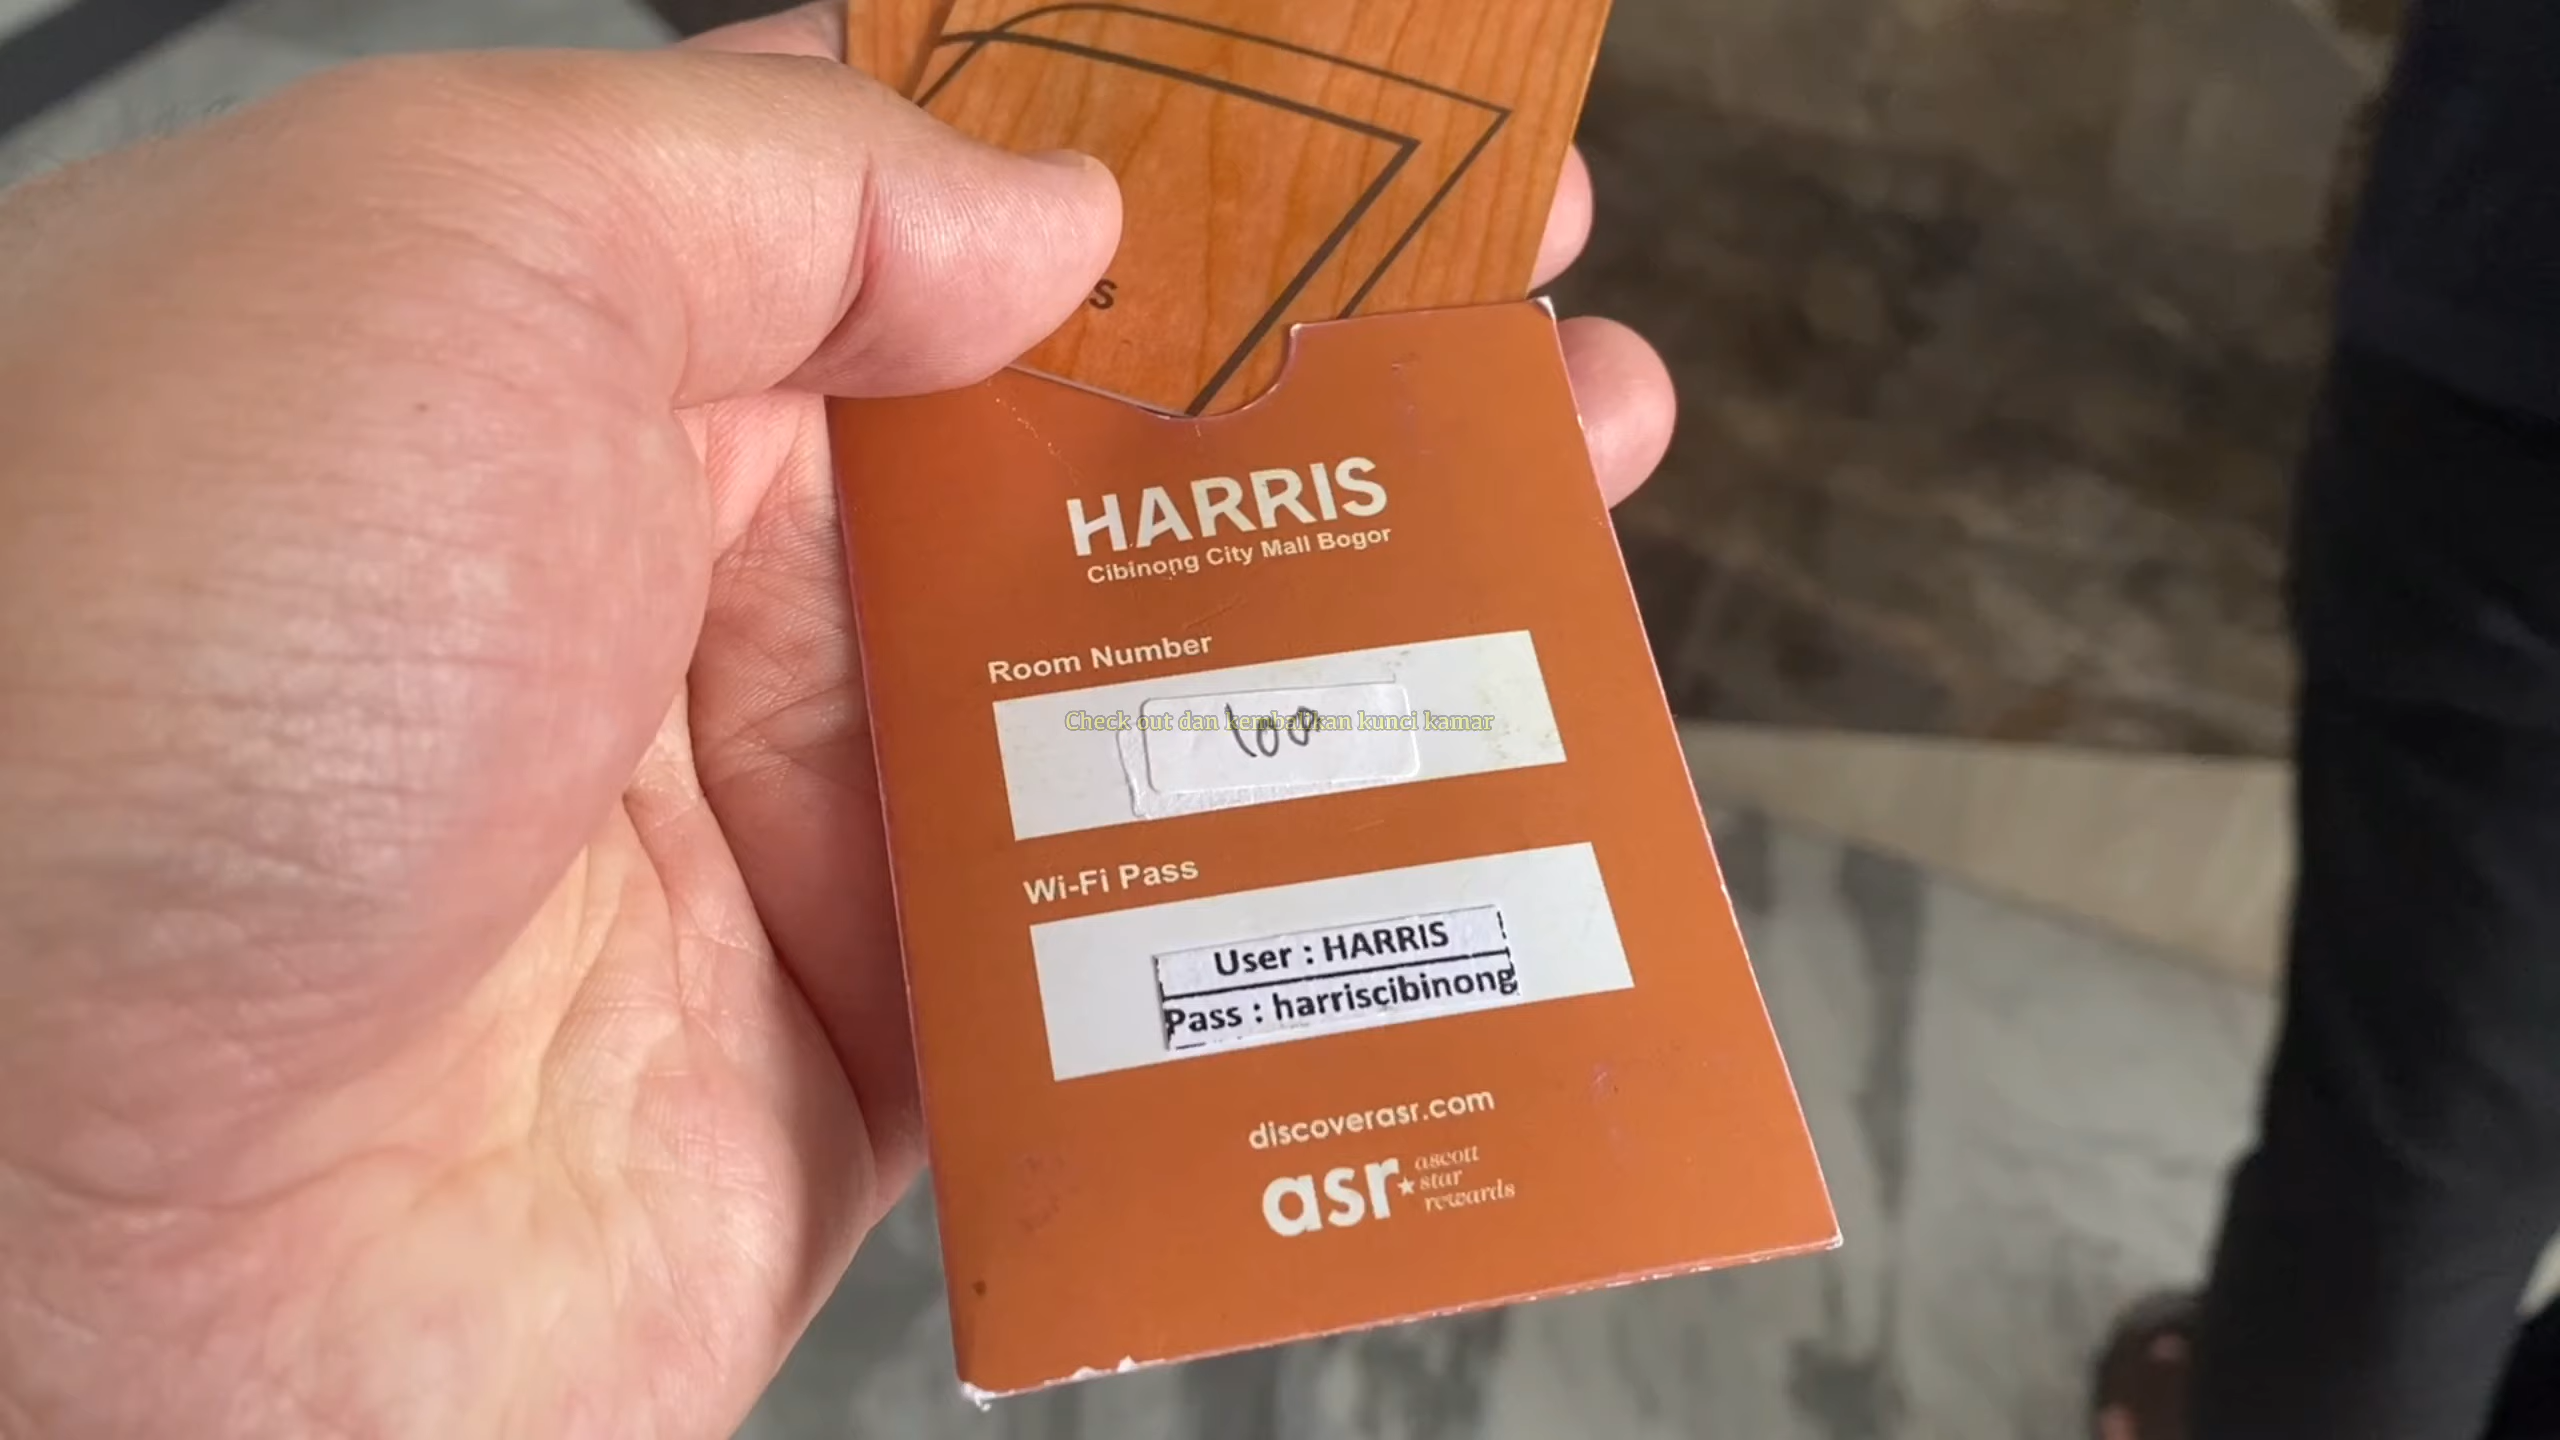 s
HARRIS
Cibinong City Mall Bogor
Room Number
Check out dan kembalikan kunci kamar
Wi-Fi Pass
User : HARRIS
Pass : harriscibinong
discoverasr.com
asr
ascott
star
rewards